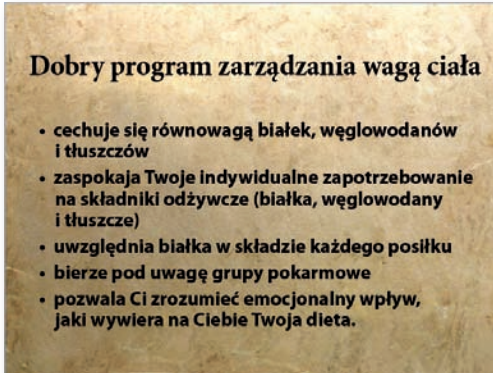 Dobry program zarządzania wagą ciała
• cechuje się równowagą białek, węglowodanów
i tłuszczów
• zaspokaja Twoje indywidualne zapotrzebowanie
na składniki odżywcze (białka, węglowodany
i tłuszcze)
• uwzględnia białka w składzie każdego posiłku
• bierze pod uwagę grupy pokarmowe
• pozwala Ci zrozumieć emocjonalny wpływ,
jaki wywiera na Ciebie Twoja dieta.